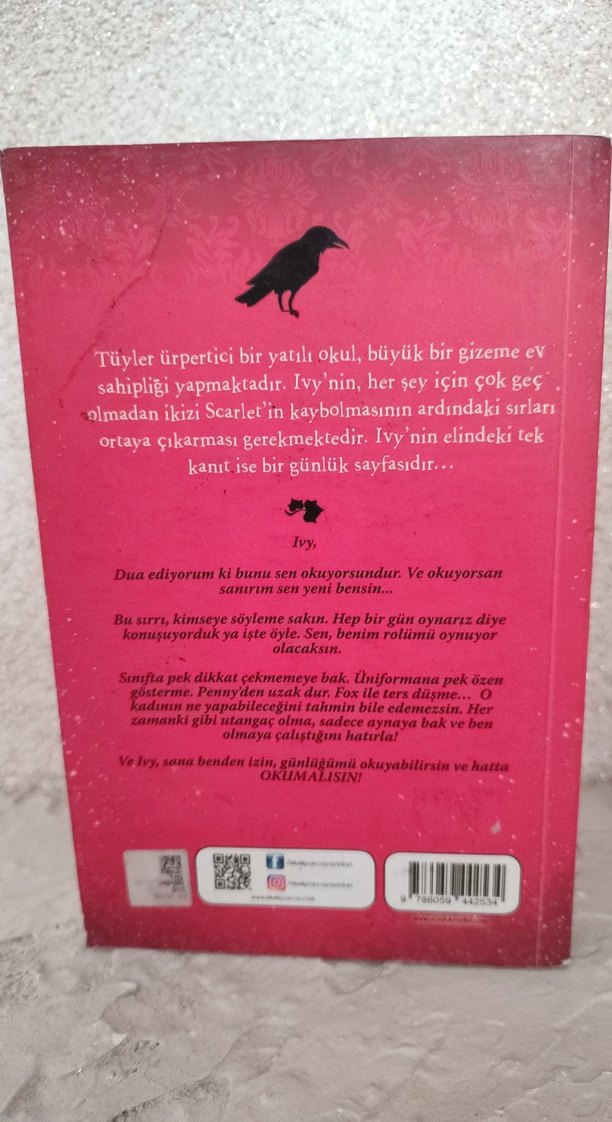 Tüyler ürpertici bir yatılı okul, büyük bir gizeme ev
sahipliği yapmaktadır. Ivy'nin, her şey için çok geç
olmadan ikizi Scarlet'in kaybolmasının ardındaki sırları
ortaya çıkarması gerekmektedir. Ivy'nin elindeki tek
kanıt ise bir günlük sayfasıdır...
Ivy,
Dua ediyorum ki bunu sen okuyorsundur. Ve okuyorsan
sanırım sen yeni bensin...
Bu sırrı, kimseye söyleme sakın. Hep bir gün oynarız diye
konuşuyorduk ya işte öyle. Sen, benim rolümü oynuyor
olacaksın.
Sınıfta pek dikkat çekmemeye bak. Üniformana pek özen
gösterme. Penny'den uzak dur. Fox ile ters düşme... O
kadının ne yapabileceğini tahmin bile edemezsin. Her
zamanki gibi utangaç olma, sadece aynaya bak ve ben
olmaya çalıştığını hatırla!
Ve Ivy, sana benden izin, günlüğümü okuyabilirsin ve hatta
OKUMALISIN!
9 786059 442534